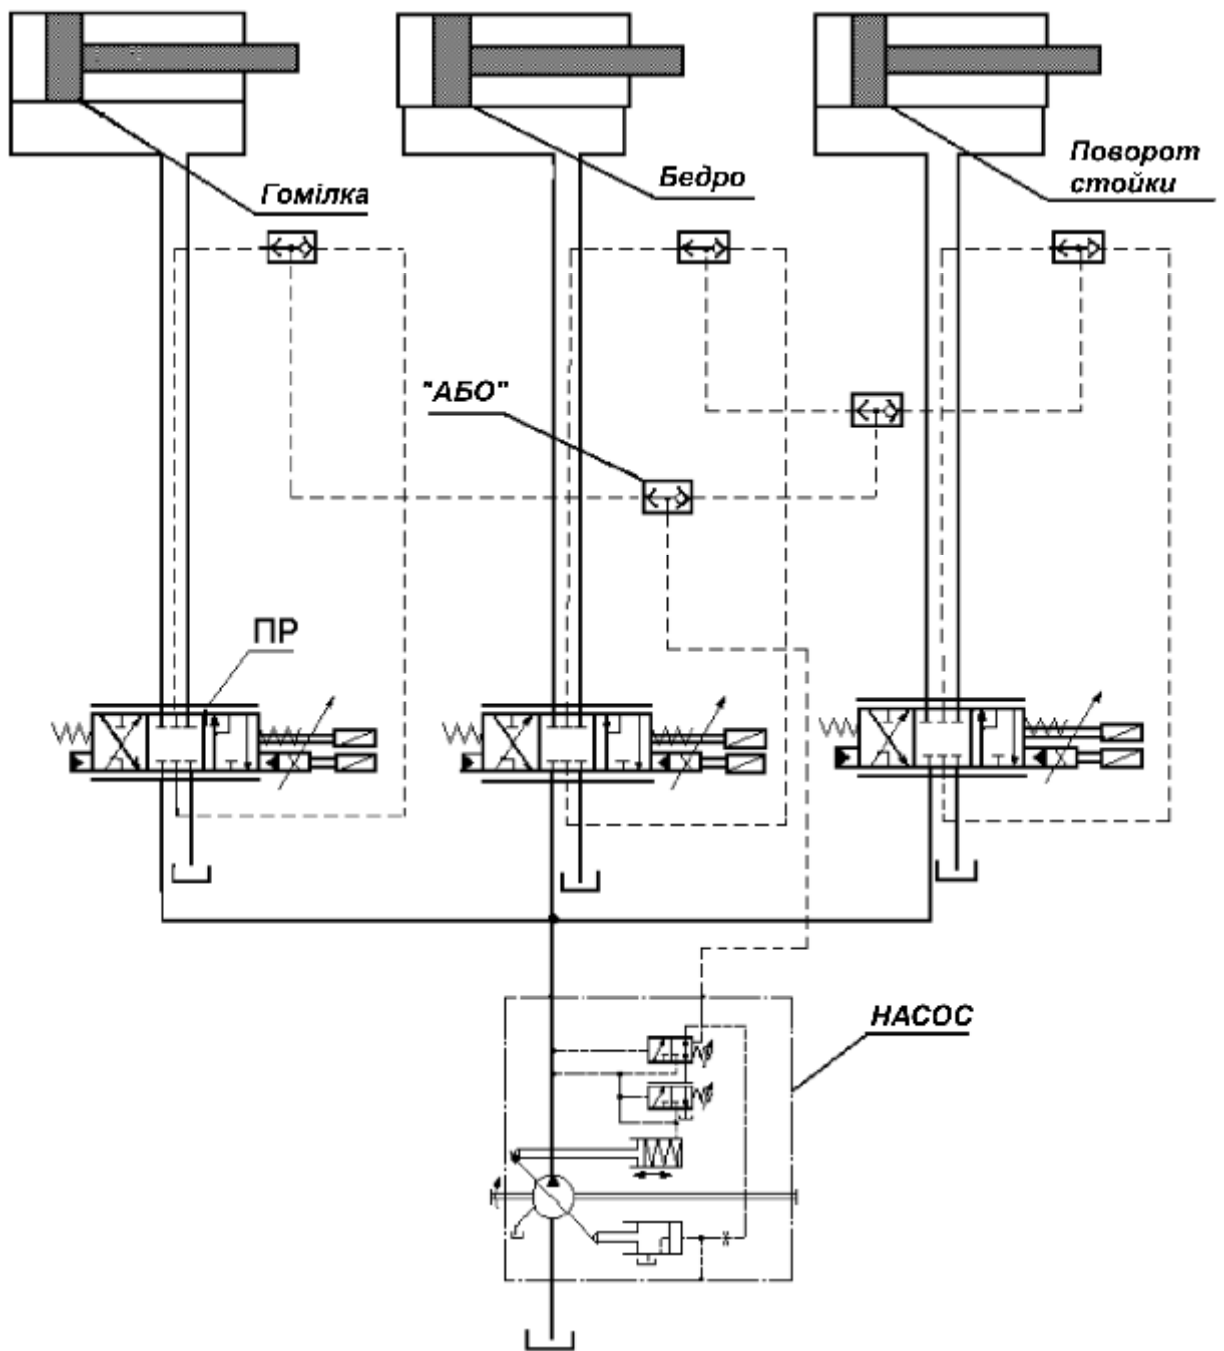 Гомілка
Бедро
Поворот
стойки
"АБО"
ПР
НАСОС